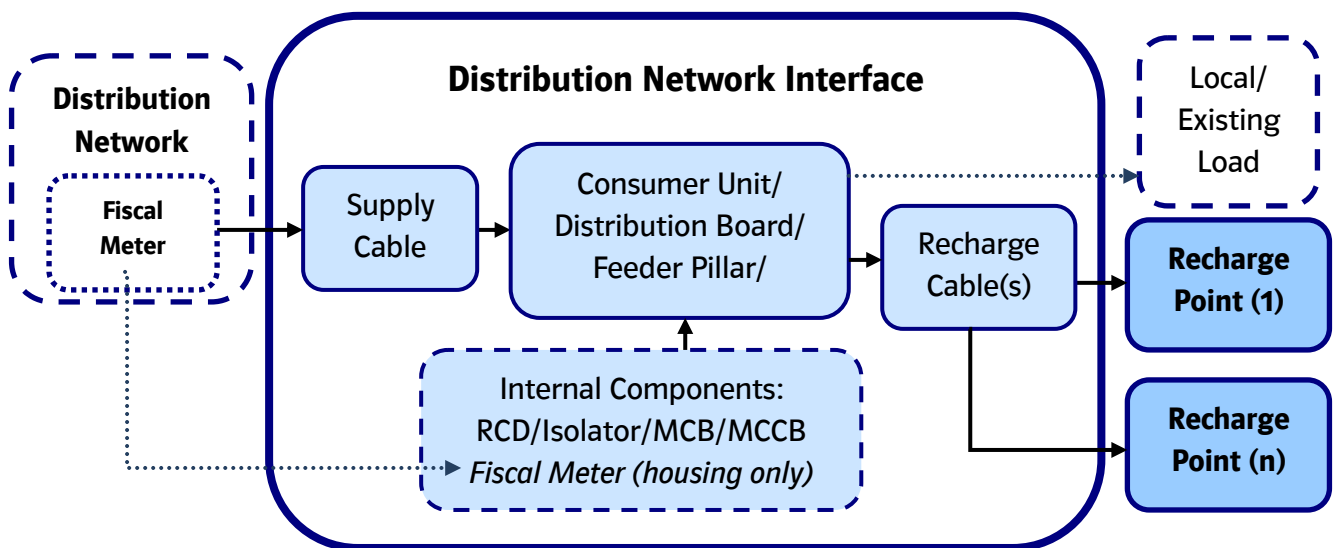 Distribution Network Interface
Distribution
Network
Fiscal
Meter
Supply
Cable
Consumer Unit/
Distribution Board/
Feeder Pillar/
Internal Components:
RCD/Isolator/MCB/MCCB
Fiscal Meter (housing only)
Recharge
Cable(s)
Local/
Existing
Load
Recharge
Point (1)
Recharge
Point (n)